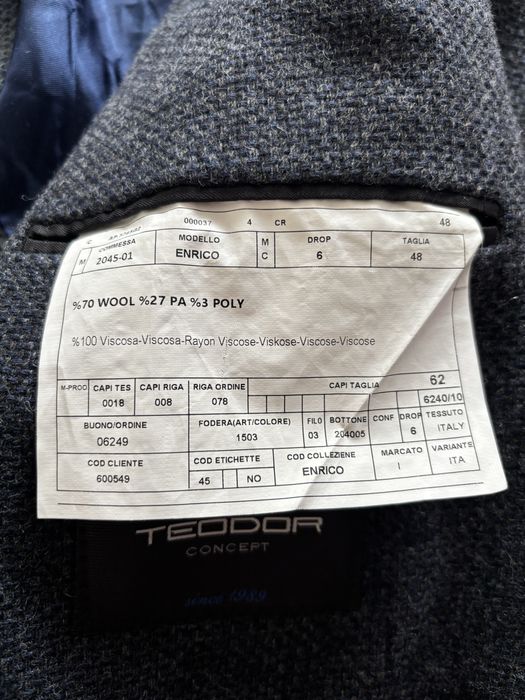 000037 4 CR 48
C
COMMESSA MODELLO M DROP TAGLIA
M 2045-01 ENRICO C 6 48
%70 WOOL %27 PA %3 POLY
%100 Viscosa-Viscosa-Rayon Viscose-Viskose-Viscose-Viscose
M-PROD CAPI TES CAPI RIGA RIGA ORDINE CAPI TAGLIA 62
0018 008 078 6240/10
BUONO/ORDINE FODERA(ART/COLORE) FILO BOTTONE CONF DROP TESSUTO
06249 1503 03 204005 6 ITALY
COD CLIENTE COD ETICHETTE COD COLLEZIENE MARCATO VARIANTE
600549 45 NO ENRICO I ITA
TEODOR
CONCEPT
since 1989